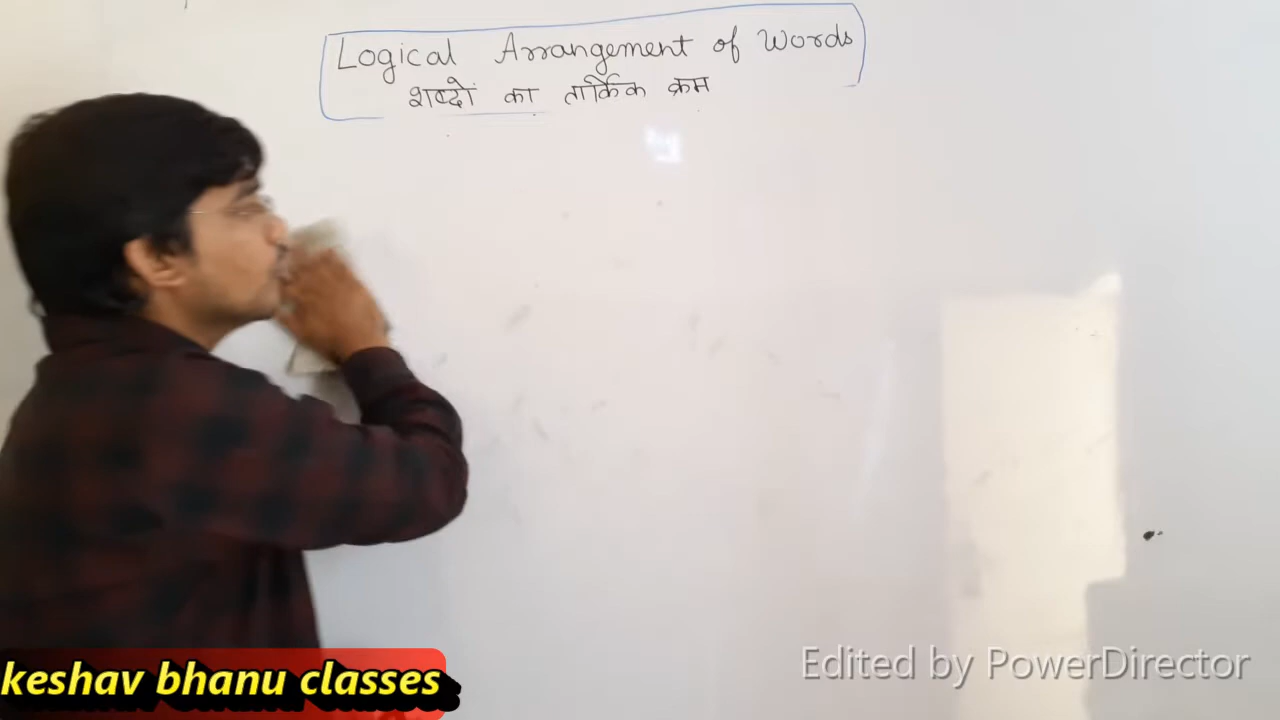 Logical Arrangement of Words
शब्दों का तार्किक क्रम
keshav bhanu classes
Edited by PowerDirector